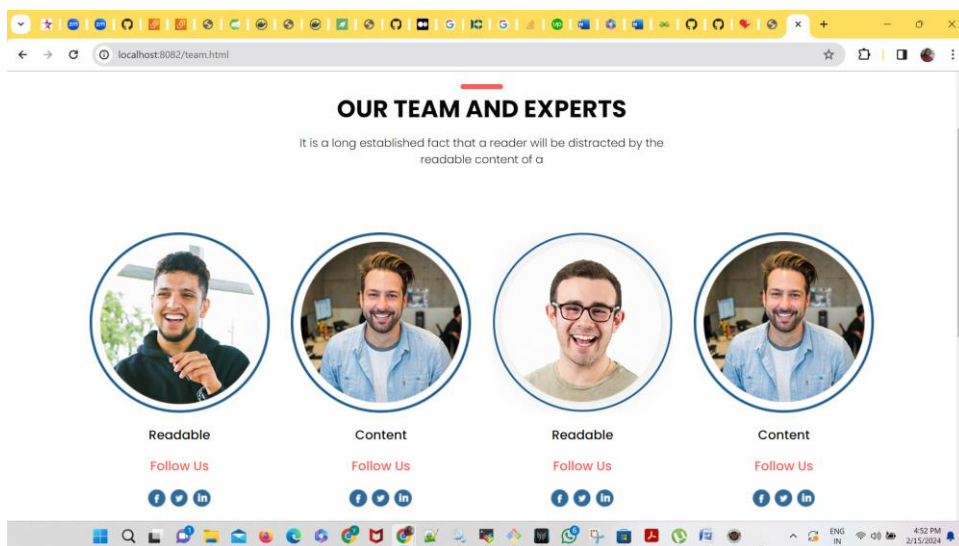 localhost:8082/team.html
OUR TEAM AND EXPERTS
It is a long established fact that a reader will be distracted by the
readable content of a
Readable Content Readable Content
Follow Us Follow Us Follow Us Follow Us
ENG
IN
4:52 PM
2/15/2024